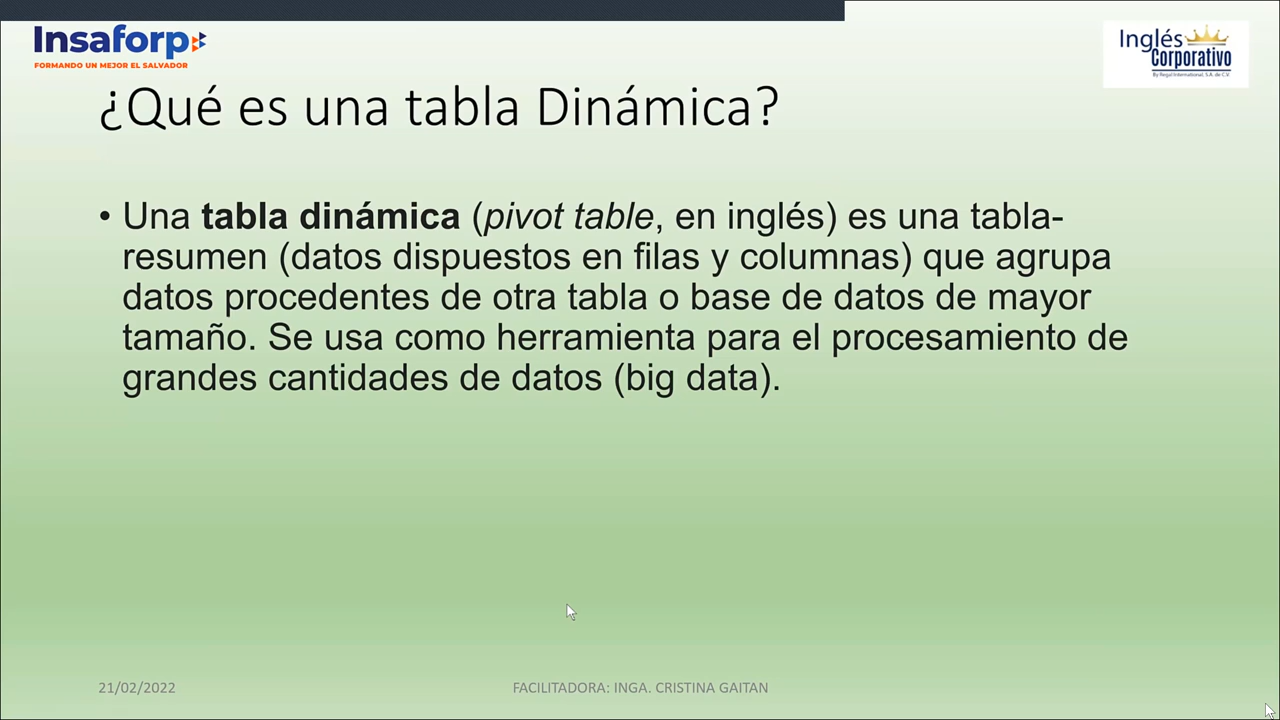 Insaforp
FORMANDO UN MEJOR EL SALVADOR
Inglés
Corporativo
By Regal International, S.A. de C.V.
¿Qué es una tabla Dinámica?
• Una tabla dinámica (pivot table, en inglés) es una tabla-
resumen (datos dispuestos en filas y columnas) que agrupa
datos procedentes de otra tabla o base de datos de mayor
tamaño. Se usa como herramienta para el procesamiento de
grandes cantidades de datos (big data).
21/02/2022
FACILITADORA: INGA. CRISTINA GAITAN